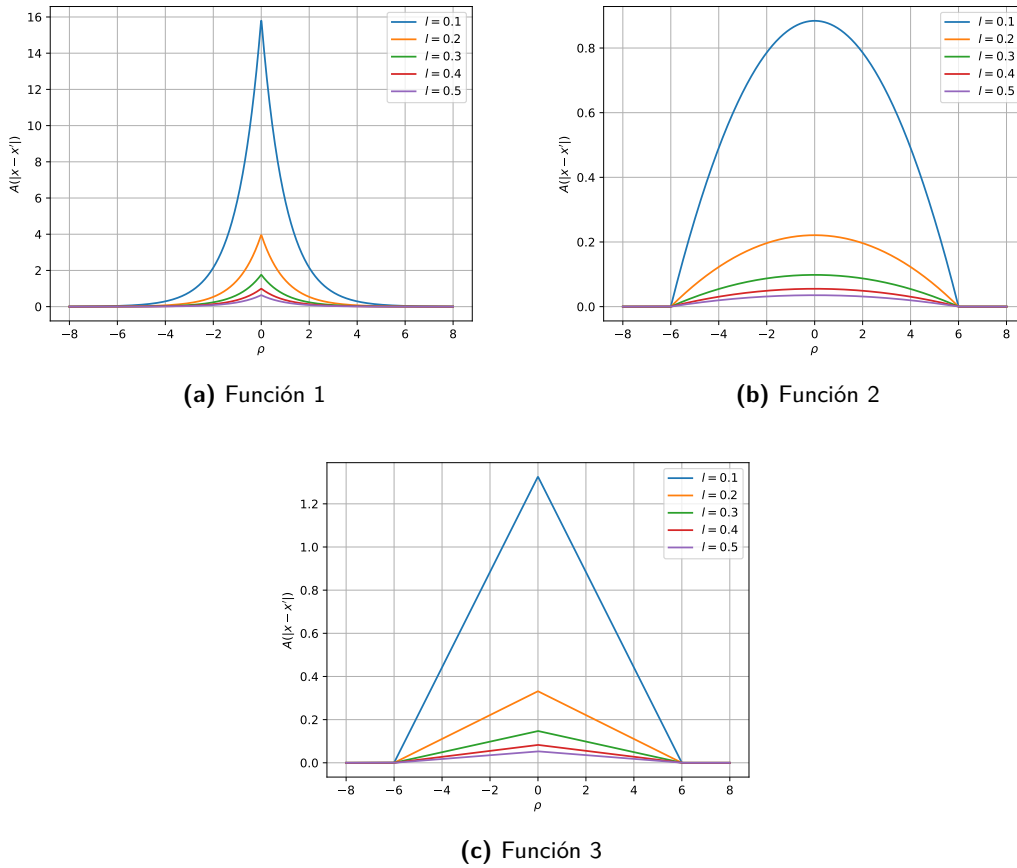 16
14
12
10
8
6
4
2
0
A(|x − x′|)
−8 −6 −4 −2 0 2 4 6 8
ρ
l = 0.1
l = 0.2
l = 0.3
l = 0.4
l = 0.5
(a) Función 1
0.8
0.6
0.4
0.2
0.0
A(|x − x′|)
−8 −6 −4 −2 0 2 4 6 8
ρ
l = 0.1
l = 0.2
l = 0.3
l = 0.4
l = 0.5
(b) Función 2
1.2
1.0
0.8
0.6
0.4
0.2
0.0
A(|x − x′|)
−8 −6 −4 −2 0 2 4 6 8
ρ
l = 0.1
l = 0.2
l = 0.3
l = 0.4
l = 0.5
(c) Función 3